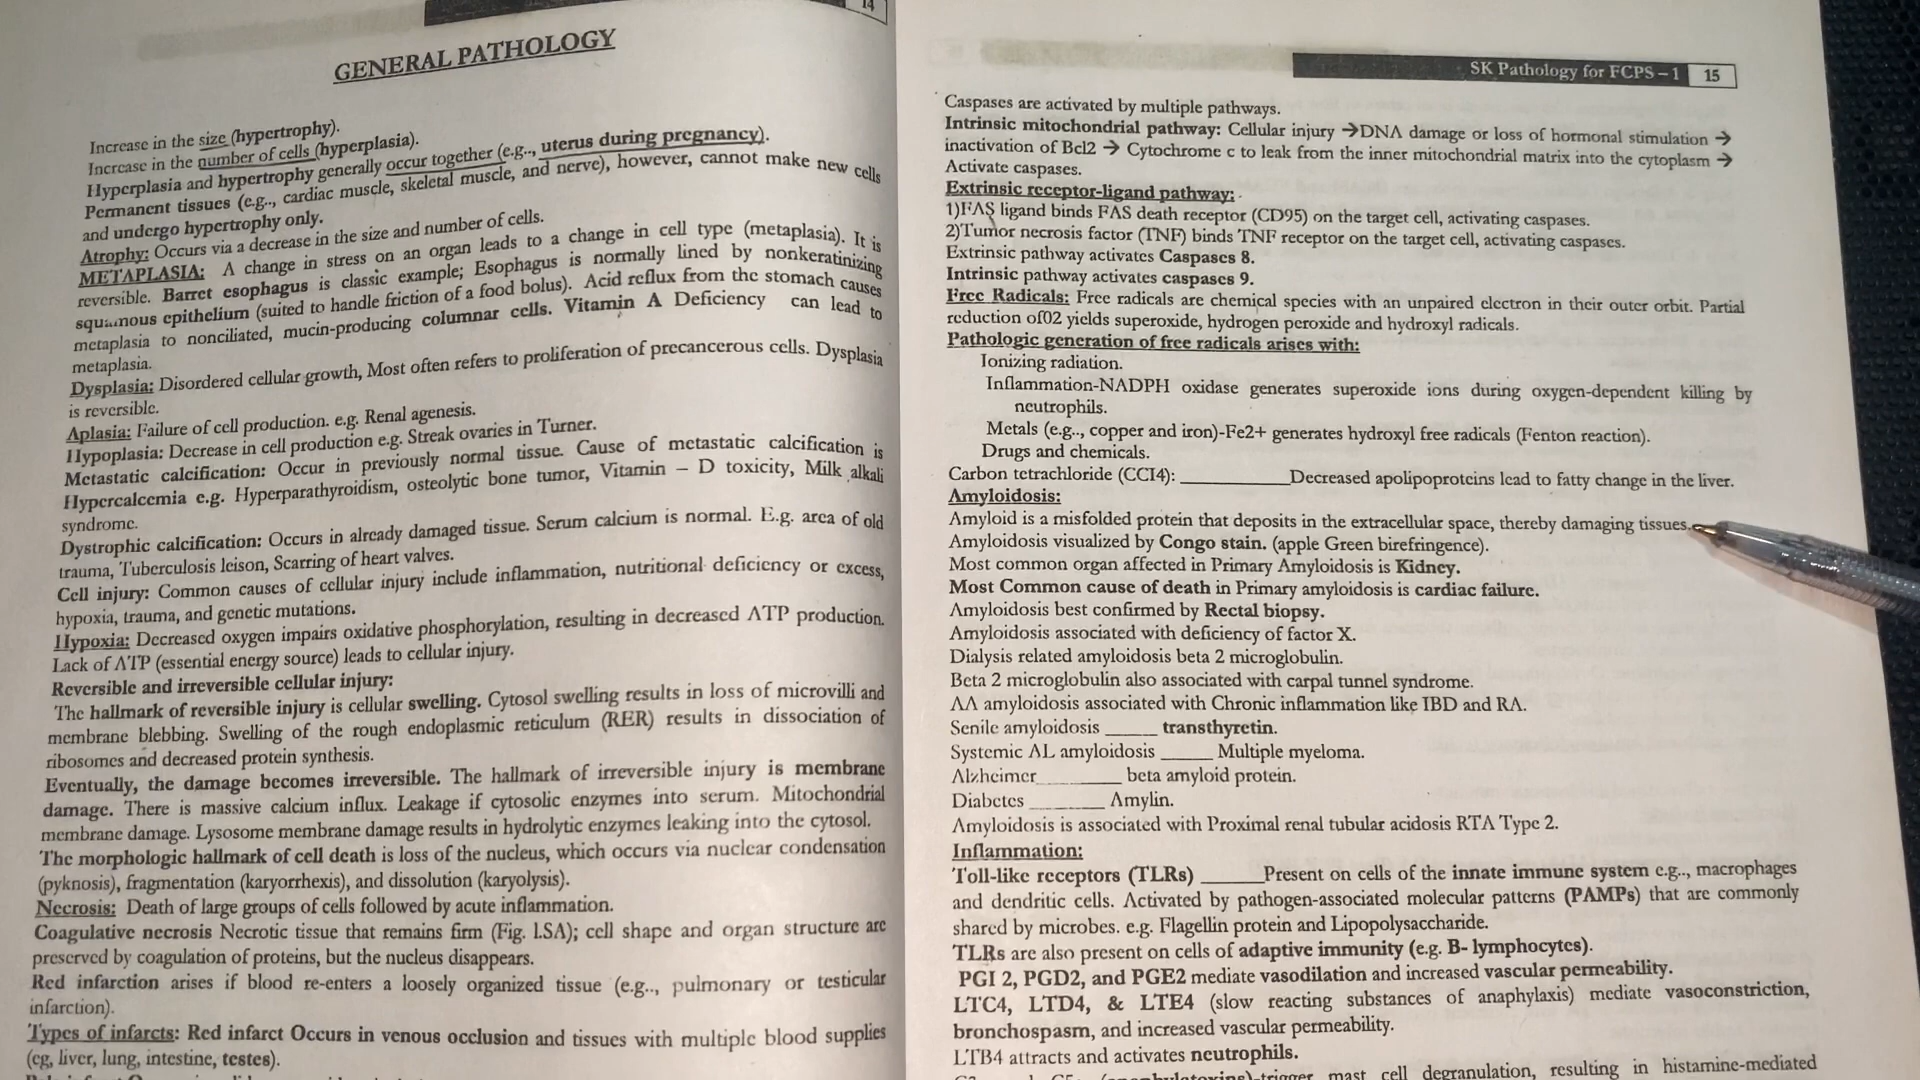 14
GENERAL PATHOLOGY
Increase in the size (hypertrophy).
Increase in the number of cells (hyperplasia).
Hyperplasia and hypertrophy generally occur together (e.g., uterus during pregnancy).
Permanent tissues (e.g.., cardiac muscle, skeletal muscle, and nerve), however, cannot make new cells
and undergo hypertrophy only.
Atrophy: Occurs via a decrease in the size and number of cells.
METAPLASIA: A change in stress on an organ leads to a change in cell type (metaplasia). It is
reversible. Barret esophagus is classic example; Esophagus is normally lined by nonkeratinizing
squamous epithelium (suited to handle friction of a food bolus). Acid reflux from the stomach causes
metaplasia to nonciliated, mucin-producing columnar cells. Vitamin A Deficiency can lead to
metaplasia.
Dysplasia: Disordered cellular growth, Most often refers to proliferation of precancerous cells. Dysplasia
is reversible.
Aplasia: Failure of cell production. e.g. Renal agenesis.
Hypoplasia: Decrease in cell production e.g. Streak ovaries in Turner.
Metastatic calcification: Occur in previously normal tissue. Cause of metastatic calcification is
Hypercalcemia e.g. Hyperparathyroidism, osteolytic bone tumor, Vitamin – D toxicity, Milk alkali
syndrome.
Dystrophic calcification: Occurs in already damaged tissue. Serum calcium is normal. E.g. area of old
trauma, Tuberculosis leison, Scarring of heart valves.
Cell injury: Common causes of cellular injury include inflammation, nutritional deficiency or excess,
hypoxia, trauma, and genetic mutations.
Hypoxia: Decreased oxygen impairs oxidative phosphorylation, resulting in decreased ATP production.
Lack of ATP (essential energy source) leads to cellular injury.
Reversible and irreversible cellular injury:
The hallmark of reversible injury is cellular swelling. Cytosol swelling results in loss of microvilli and
membrane blebbing. Swelling of the rough endoplasmic reticulum (RER) results in dissociation of
ribosomes and decreased protein synthesis.
Eventually, the damage becomes irreversible. The hallmark of irreversible injury is membrane
damage. There is massive calcium influx. Leakage if cytosolic enzymes into serum. Mitochondrial
membrane damage. Lysosome membrane damage results in hydrolytic enzymes leaking into the cytosol.
The morphologic hallmark of cell death is loss of the nucleus, which occurs via nuclear condensation
(pyknosis), fragmentation (karyorrhexis), and dissolution (karyolysis).
Necrosis: Death of large groups of cells followed by acute inflammation.
Coagulative necrosis Necrotic tissue that remains firm (Fig. l.SA); cell shape and organ structure are
preserved by coagulation of proteins, but the nucleus disappears.
Red infarction arises if blood re-enters a loosely organized tissue (e.g.., pulmonary or testicular
infarction).
Types of infarcts: Red infarct Occurs in venous occlusion and tissues with multiple blood supplies
(eg, liver, lung, intestine, testes).
SK Pathology for FCPS – 1 15
Caspases are activated by multiple pathways.
Intrinsic mitochondrial pathway: Cellular injury →DNA damage or loss of hormonal stimulation →
inactivation of Bcl2 → Cytochrome c to leak from the inner mitochondrial matrix into the cytoplasm →
Activate caspases.
Extrinsic receptor-ligand pathway:
1)FAS ligand binds FAS death receptor (CD95) on the target cell, activating caspases.
2)Tumor necrosis factor (TNF) binds TNF receptor on the target cell, activating caspases.
Extrinsic pathway activates Caspases 8.
Intrinsic pathway activates caspases 9.
Free Radicals: Free radicals are chemical species with an unpaired electron in their outer orbit. Partial
reduction of02 yields superoxide, hydrogen peroxide and hydroxyl radicals.
Pathologic generation of free radicals arises with:
Ionizing radiation.
Inflammation-NADPH oxidase generates superoxide ions during oxygen-dependent killing by
neutrophils.
Metals (e.g.., copper and iron)-Fe2+ generates hydroxyl free radicals (Fenton reaction).
Drugs and chemicals.
Carbon tetrachloride (CCI4): __________Decreased apolipoproteins lead to fatty change in the liver.
Amyloidosis:
Amyloid is a misfolded protein that deposits in the extracellular space, thereby damaging tissues.
Amyloidosis visualized by Congo stain. (apple Green birefringence).
Most common organ affected in Primary Amyloidosis is Kidney.
Most Common cause of death in Primary amyloidosis is cardiac failure.
Amyloidosis best confirmed by Rectal biopsy.
Amyloidosis associated with deficiency of factor X.
Dialysis related amyloidosis beta 2 microglobulin.
Beta 2 microglobulin also associated with carpal tunnel syndrome.
AA amyloidosis associated with Chronic inflammation like IBD and RA.
Senile amyloidosis _____ transthyretin.
Systemic AL amyloidosis _____ Multiple myeloma.
Alzheimer________ beta amyloid protein.
Diabetes _______ Amylin.
Amyloidosis is associated with Proximal renal tubular acidosis RTA Type 2.
Inflammation:
Toll-like receptors (TLRs) ______Present on cells of the innate immune system e.g.., macrophages
and dendritic cells. Activated by pathogen-associated molecular patterns (PAMPs) that are commonly
shared by microbes. e.g. Flagellin protein and Lipopolysaccharide.
TLRs are also present on cells of adaptive immunity (e.g. B- lymphocytes).
PGI 2, PGD2, and PGE2 mediate vasodilation and increased vascular permeability.
LTC4, LTD4, & LTE4 (slow reacting substances of anaphylaxis) mediate vasoconstriction,
bronchospasm, and increased vascular permeability.
LTB4 attracts and activates neutrophils.
mast cell degranulation, resulting in histamine-mediated